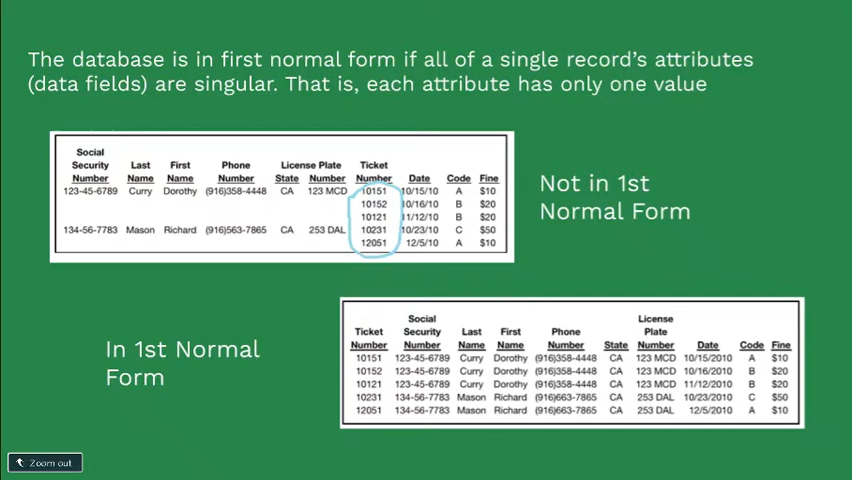 The database is in first normal form if all of a single record's attributes
(data fields) are singular. That is, each attribute has only one value
Social
Security Last First Phone License Plate Ticket
Number Name Name Number State Number Number Date Code Fine
123-45-6789 Curry Dorothy (916)358-4448 CA 123 MCD 10151 10/15/10 A $10
10152 10/16/10 B $20
10121 11/12/10 B $20
134-56-7783 Mason Richard (916)563-7865 CA 253 DAL 10231 10/23/10 C $50
12051 12/5/10 A $10
Not in 1st
Normal Form
In 1st Normal
Form
Social License
Ticket Security Last First Phone Plate
Number Number Name Name Number State Number Date Code Fine
10151 123-45-6789 Curry Dorothy (916)358-4448 CA 123 MCD 10/15/2010 A $10
10152 123-45-6789 Curry Dorothy (916)358-4448 CA 123 MCD 10/16/2010 B $20
10121 123-45-6789 Curry Dorothy (916)358-4448 CA 123 MCD 11/12/2010 B $20
10231 134-56-7783 Mason Richard (916)663-7865 CA 253 DAL 10/23/2010 C $50
12051 134-56-7783 Mason Richard (916)663-7865 CA 253 DAL 12/5/2010 A $10
Zoom out